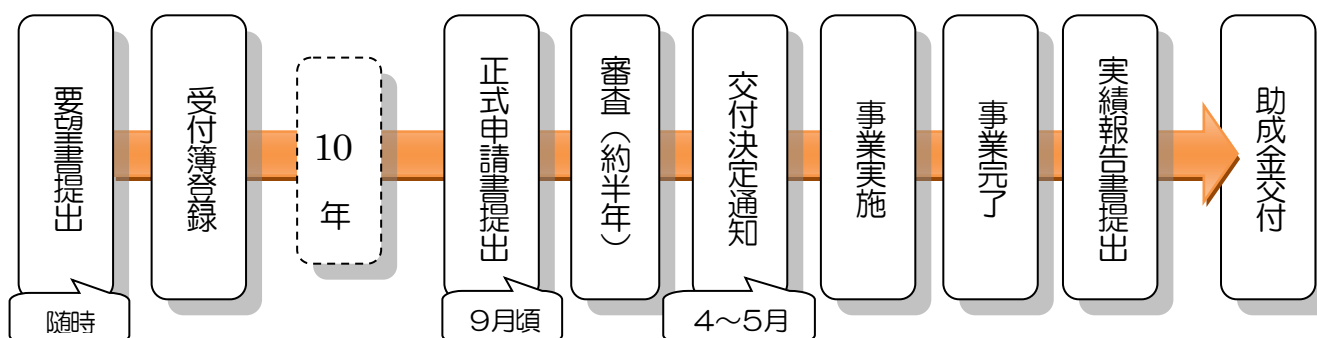 要望書提出
受付簿登録
10
年
正式申請書提出
審査（約半年）
交付決定通知
事業実施
事業完了
実績報告書提出
助成金交付
随時
９月頃
４～５月